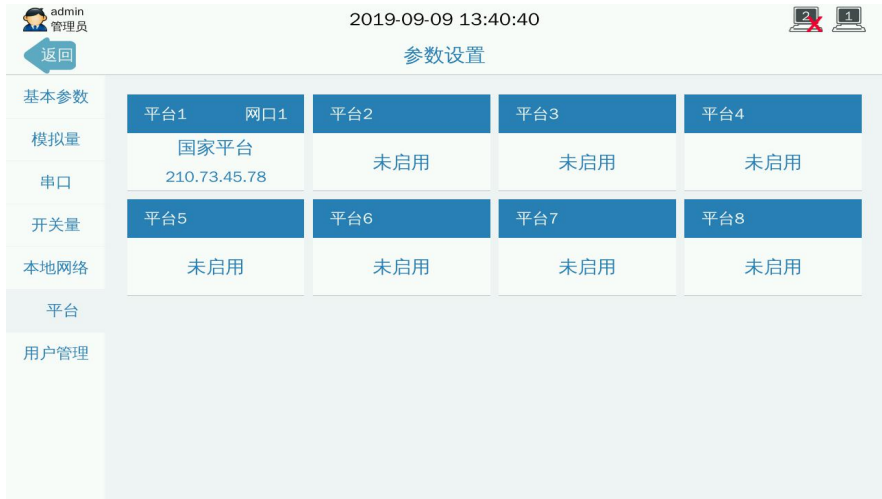 admin
管理员
2019-09-09 13:40:40
2
1
返回
参数设置
基本参数
模拟量
串口
开关量
本地网络
平台
用户管理
平台1 网口1
国家平台
210.73.45.78
平台2
未启用
平台3
未启用
平台4
未启用
平台5
未启用
平台6
未启用
平台7
未启用
平台8
未启用